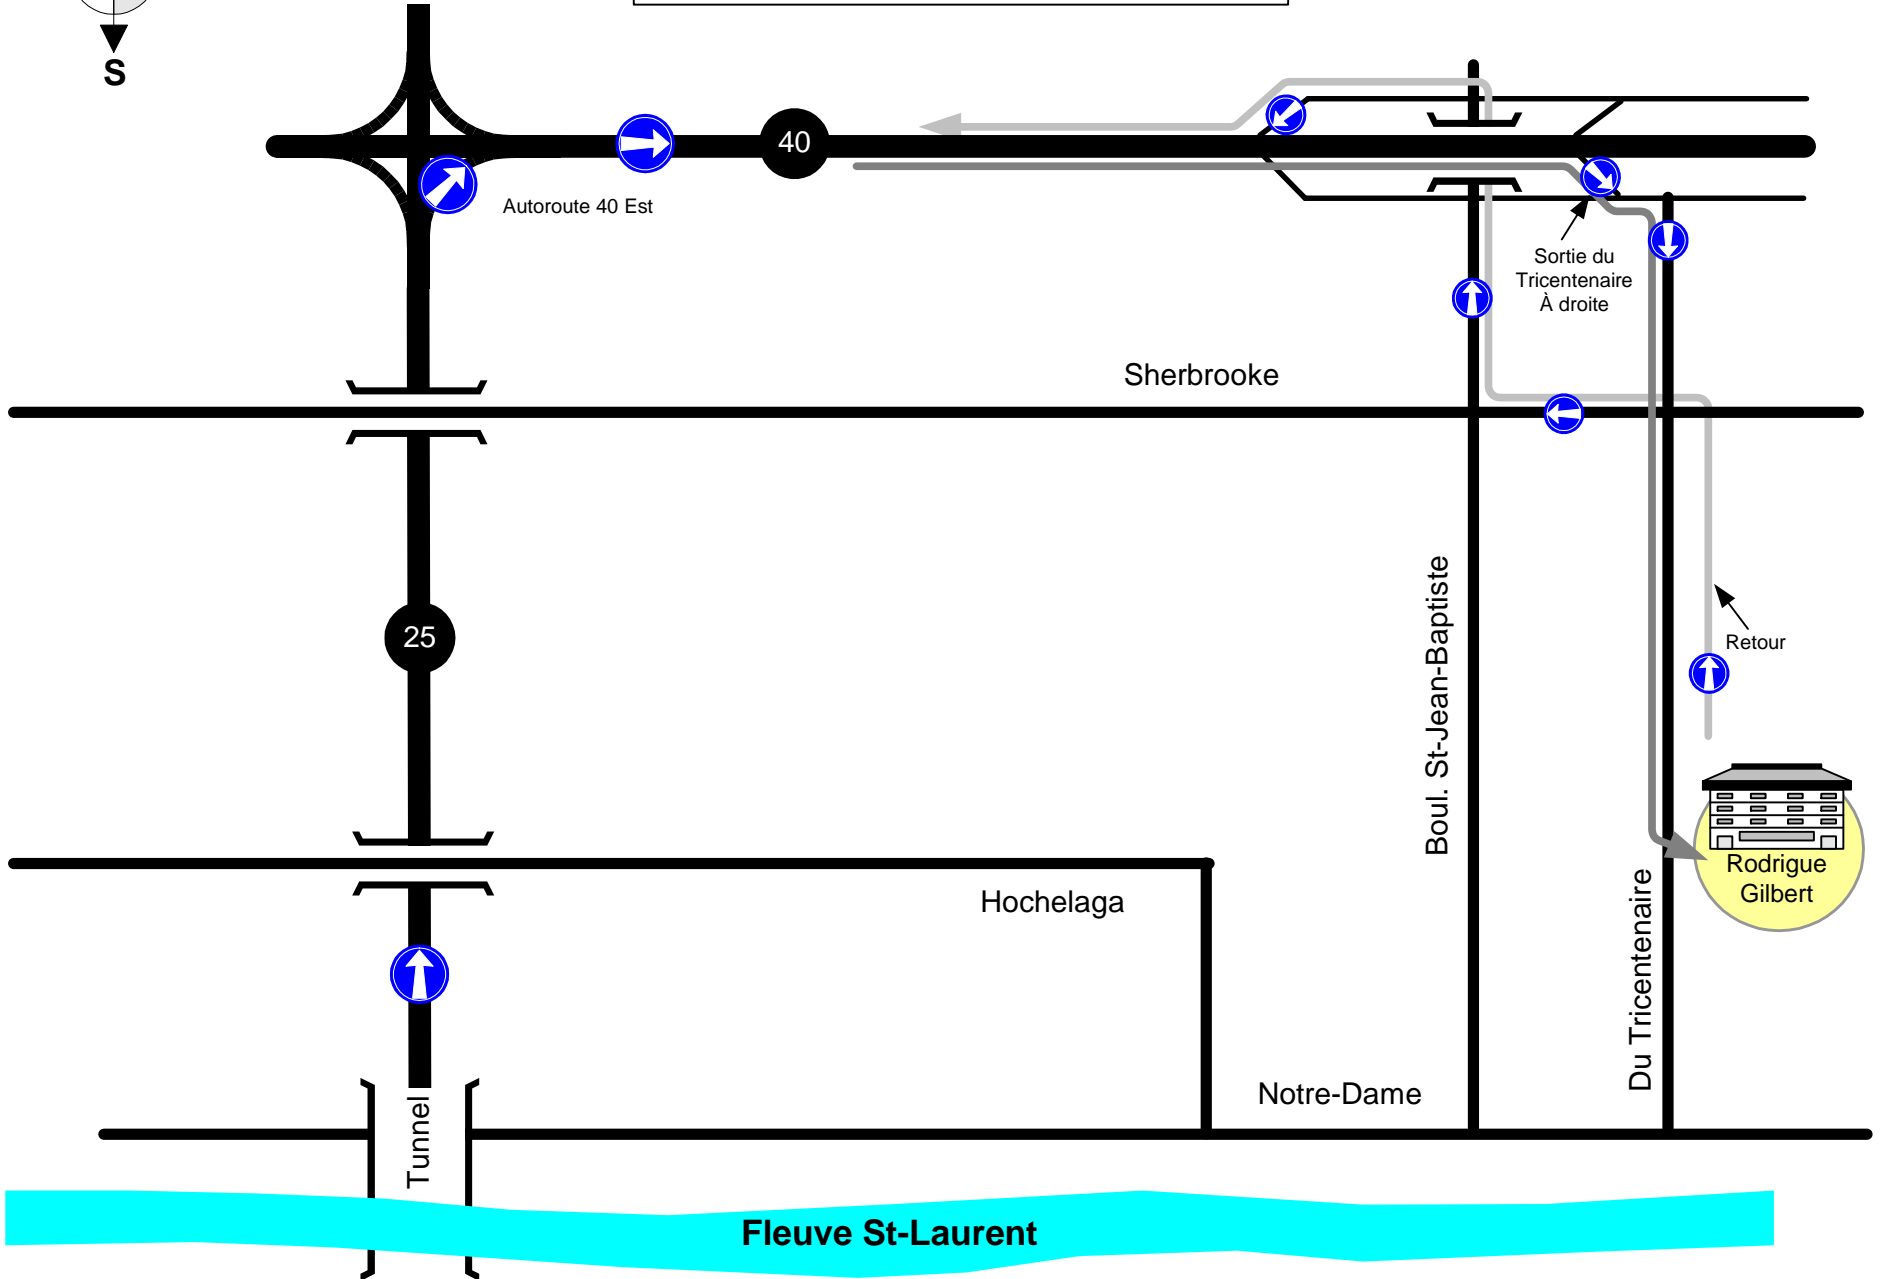 S
40
Autoroute 40 Est
Sortie du
Tricentenaire
À droite
Sherbrooke
25
Boul. St-Jean-Baptiste
Retour
Rodrigue
Gilbert
Hochelaga
Du Tricentenaire
Notre-Dame
Tunnel
Fleuve St-Laurent